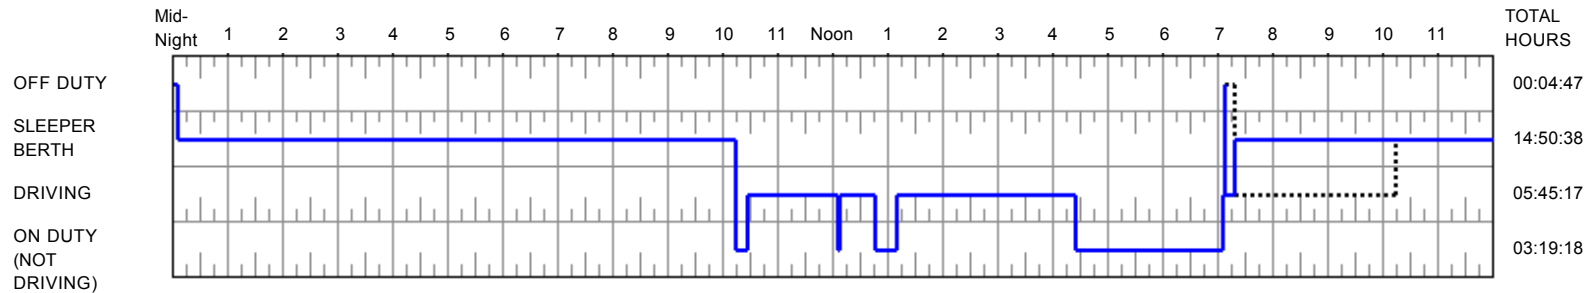 Mid-
Night 1 2 3 4 5 6 7 8 9 10 11 Noon 1 2 3 4 5 6 7 8 9 10 11
TOTAL
HOURS
OFF DUTY 00:04:47
SLEEPER
BERTH 14:50:38
DRIVING 05:45:17
ON DUTY
(NOT
DRIVING) 03:19:18